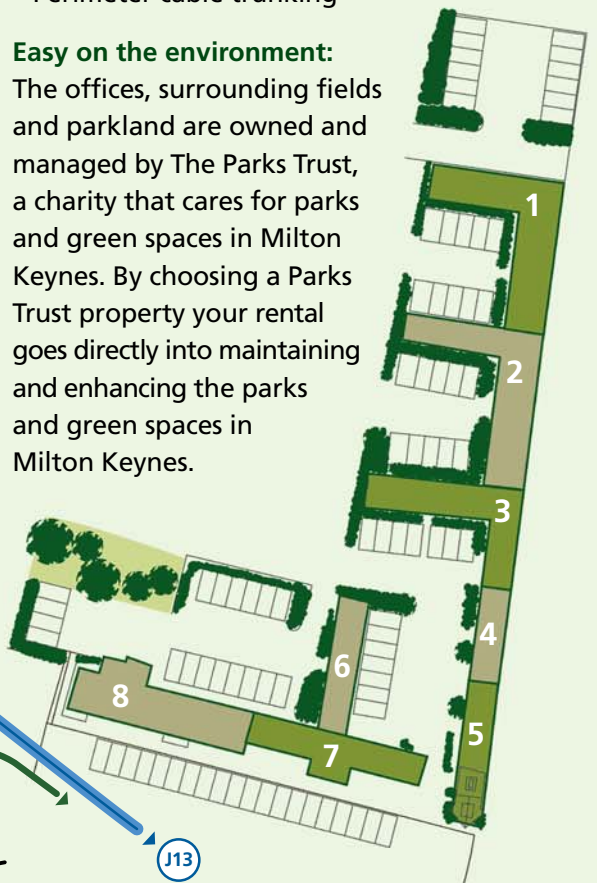 Perimeter cable trunking
Easy on the environment:
The offices, surrounding fields
and parkland are owned and
managed by The Parks Trust,
a charity that cares for parks
and green spaces in Milton
Keynes. By choosing a Parks
Trust property your rental
goes directly into maintaining
and enhancing the parks
and green spaces in
Milton Keynes.
1
2
3
4
5
6
7
8
J13